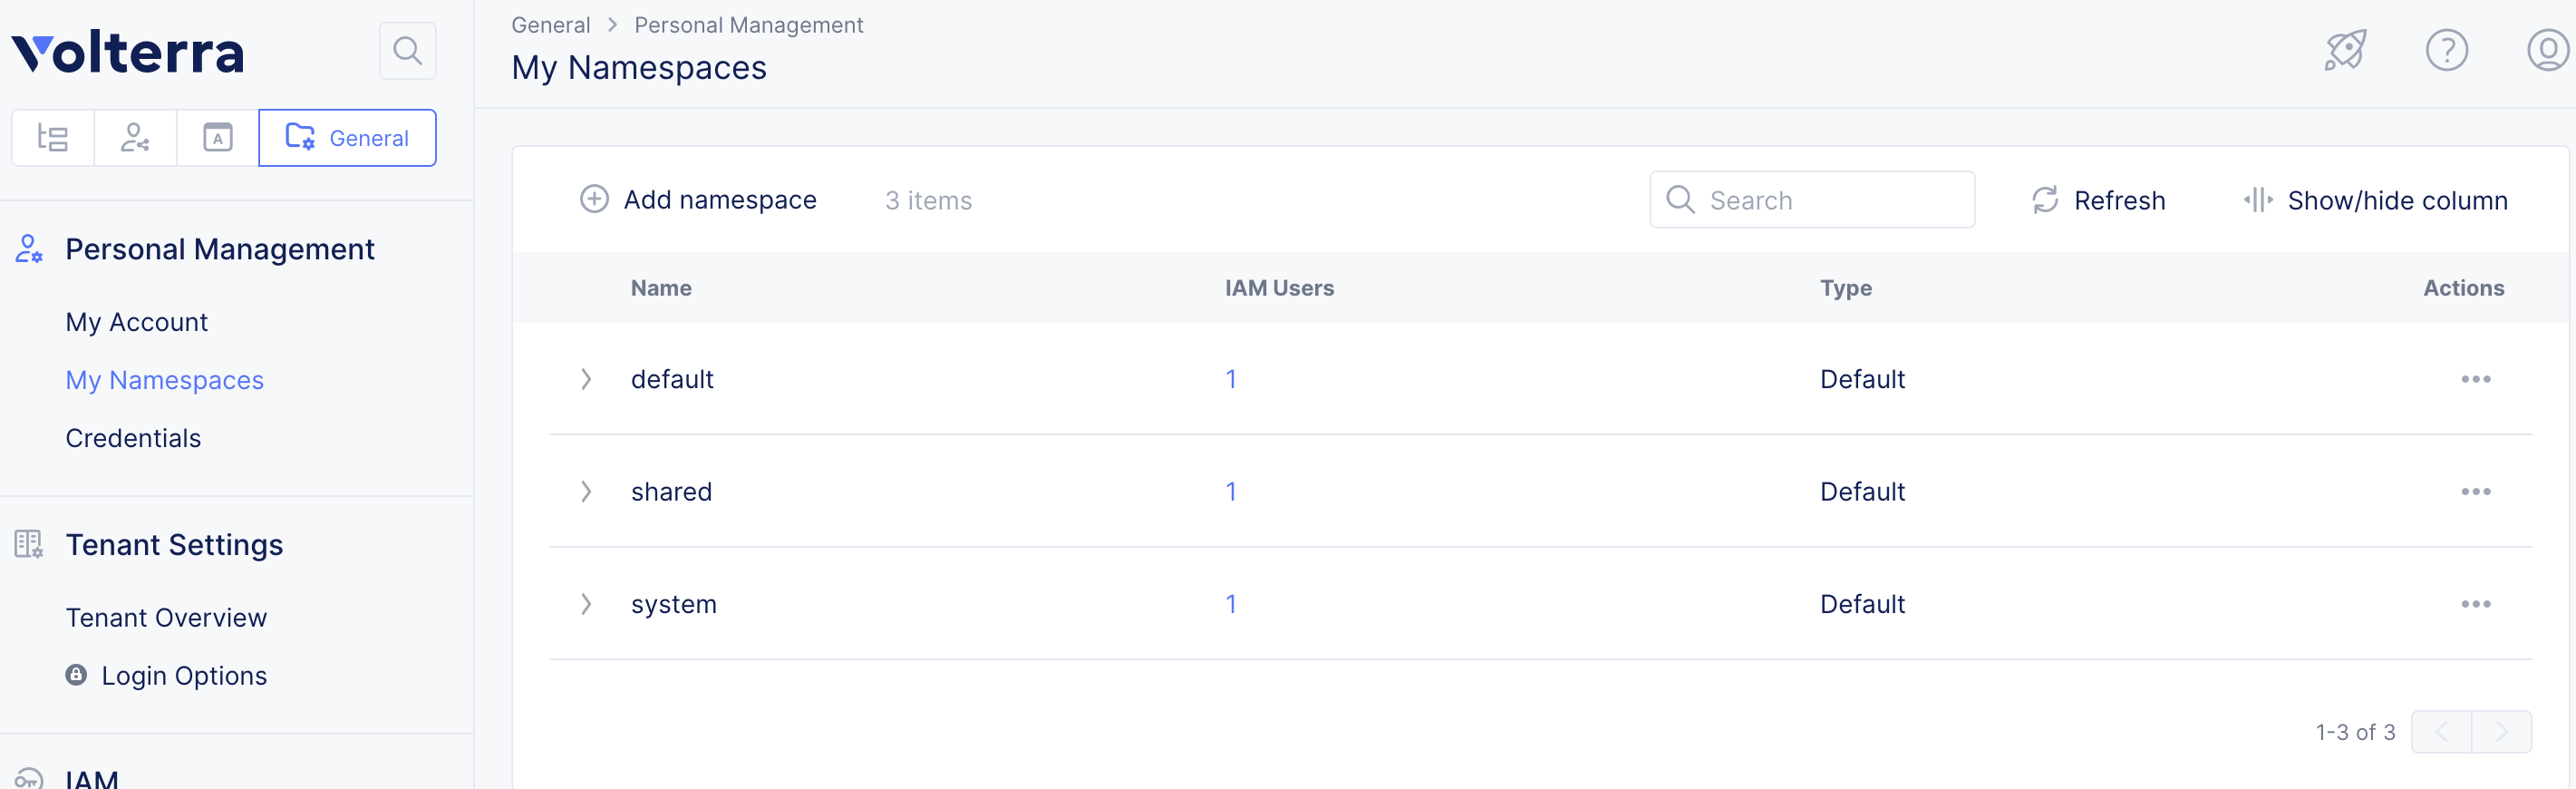 Volterra
General
Personal Management
My Account
My Namespaces
Credentials
Tenant Settings
Tenant Overview
Login Options
IAM
General > Personal Management
My Namespaces
Add namespace 3 items Search Refresh Show/hide column
Name IAM Users Type Actions
default 1 Default
shared 1 Default
system 1 Default
1-3 of 3